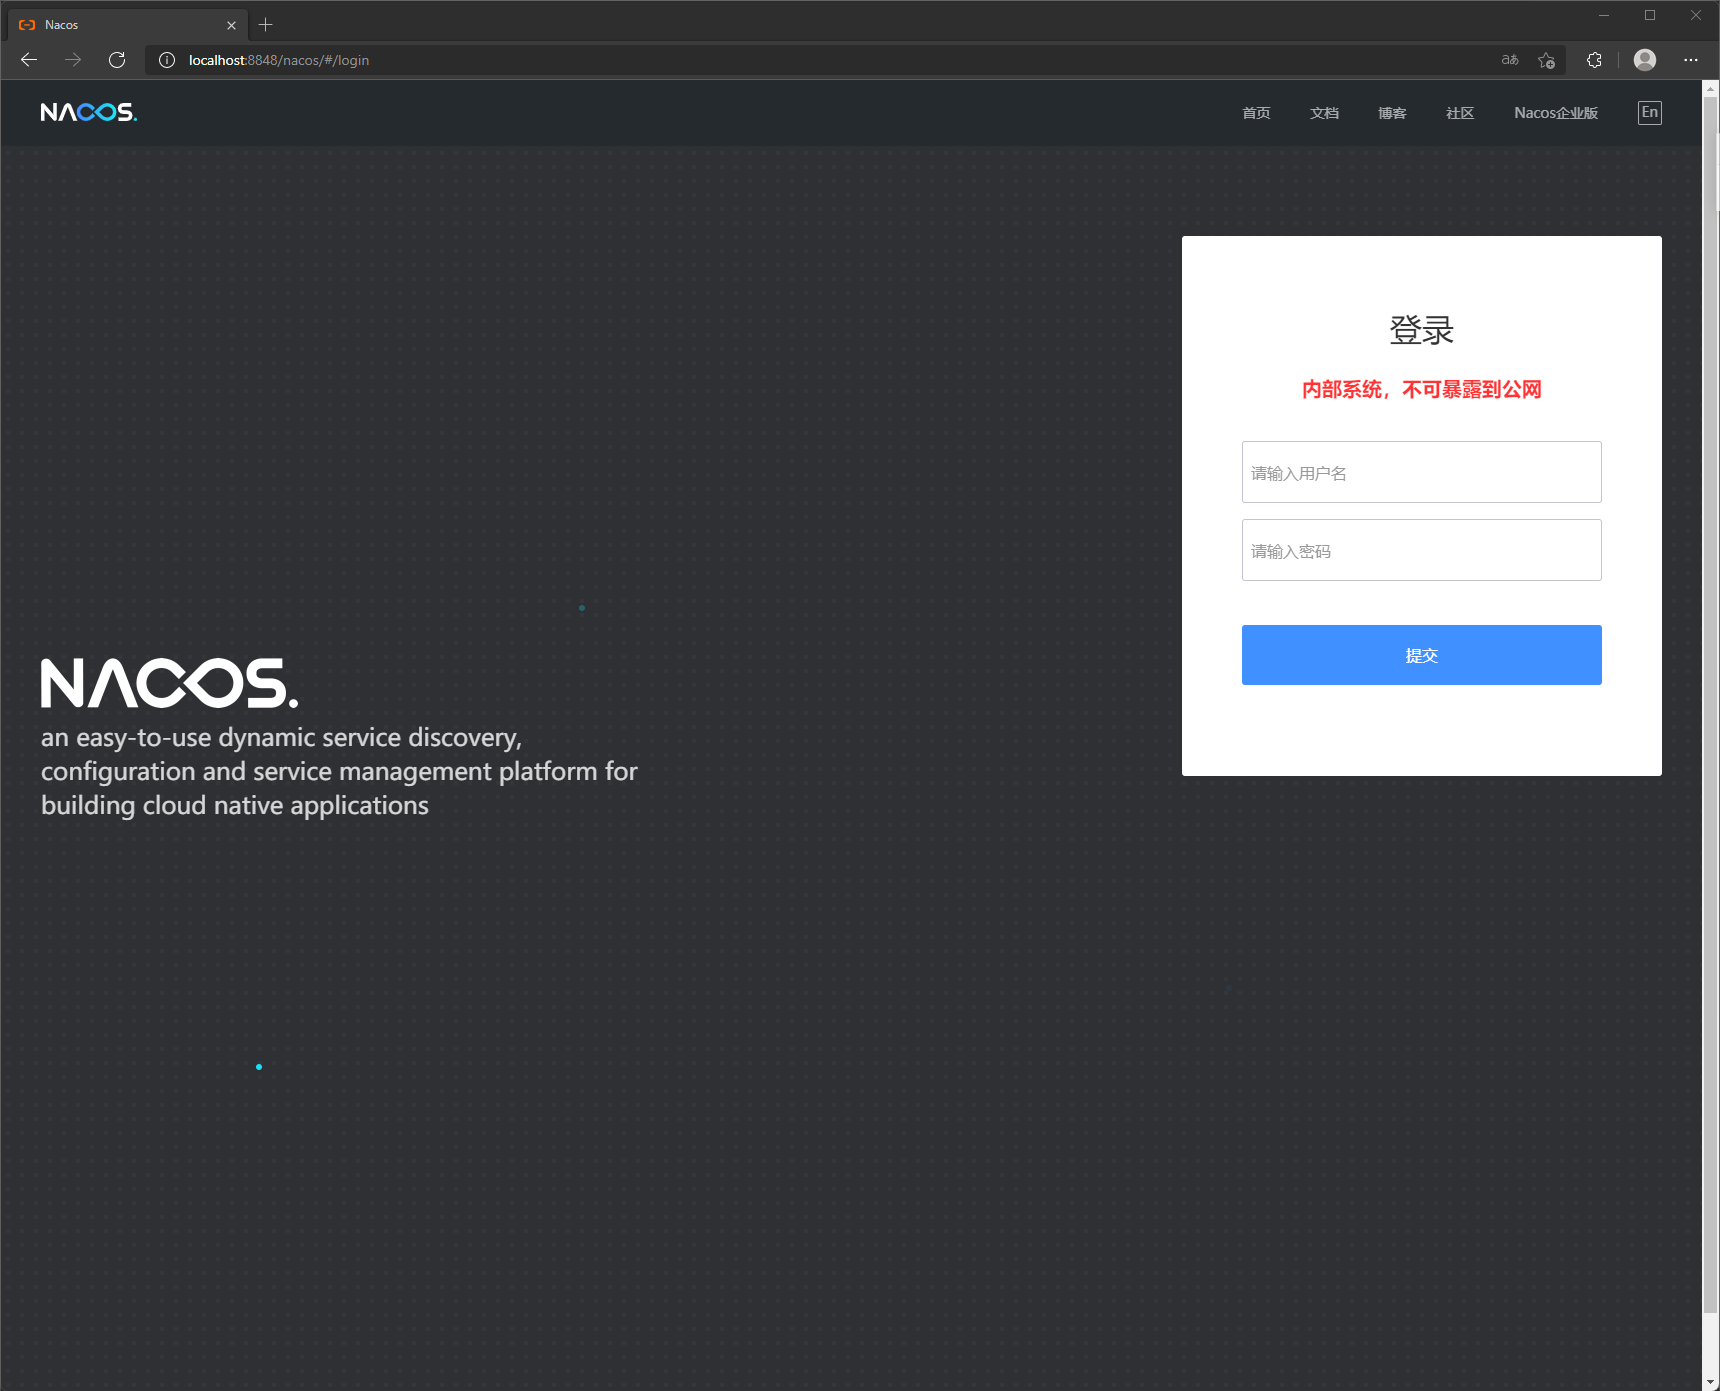 Nacos
localhost:8848/nacos/#/login
aあ
NACOS.
首页
文档
博客
社区
Nacos企业版
En
登录
内部系统，不可暴露到公网
请输入用户名
请输入密码
提交
NACOS.
an easy-to-use dynamic service discovery,
configuration and service management platform for
building cloud native applications